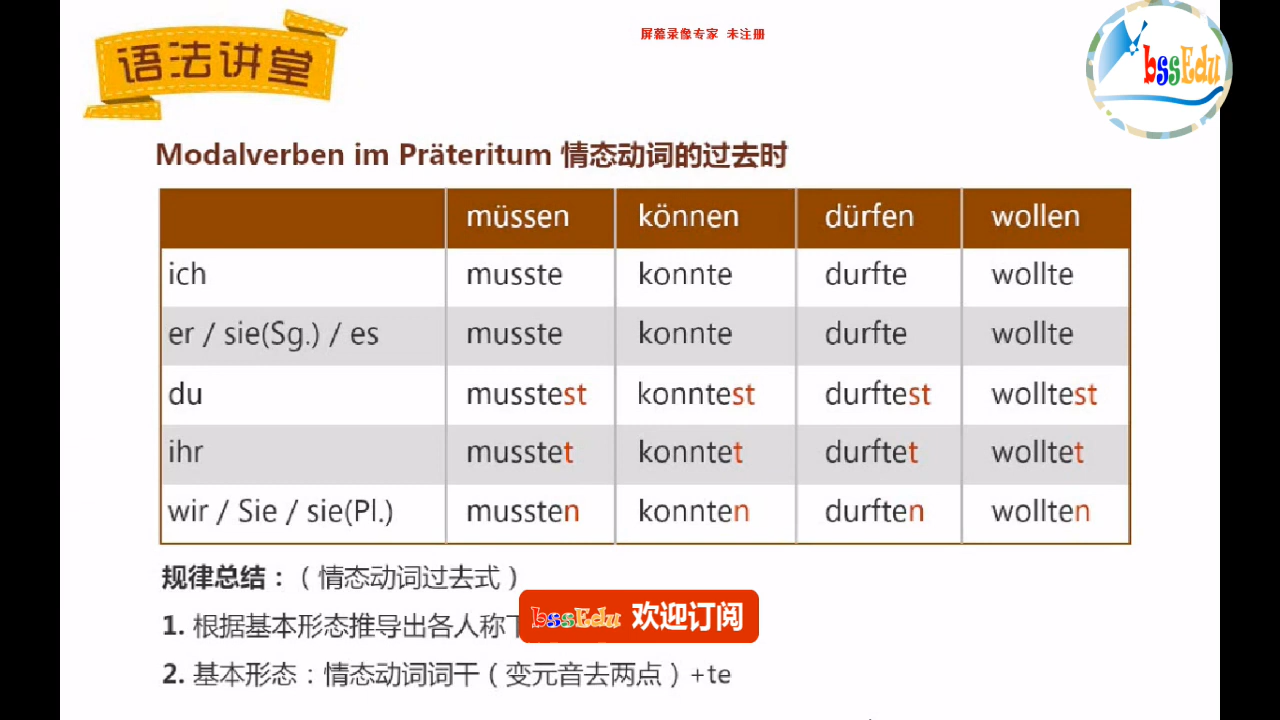 屏幕录像专家 未注册
语法讲堂
bssEdu
Modalverben im Präteritum 情态动词的过去时
müssen können dürfen wollen
ich musste konnte durfte wollte
er / sie(Sg.) / es musste konnte durfte wollte
du musstest konntest durftest wolltest
ihr musstet konntet durftet wolltet
wir / Sie / sie(Pl.) mussten konnten durften wollten
规律总结：（情态动词过去式）
1. 根据基本形态推导出各人称
bssEdu 欢迎订阅
2. 基本形态：情态动词词干（变元音去两点）+te